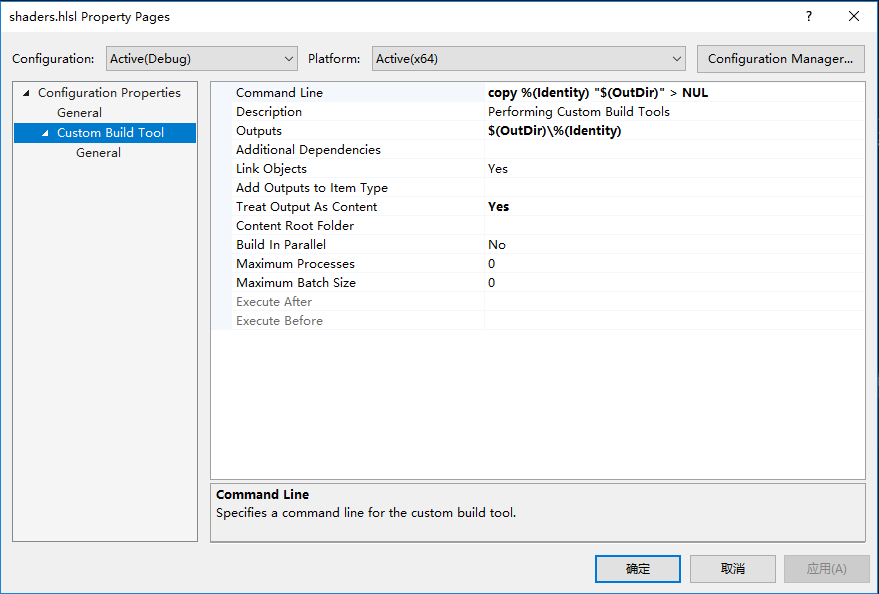 shaders.hlsl Property Pages
?
Configuration: Active(Debug) Platform: Active(x64) Configuration Manager...
Configuration Properties
General
Custom Build Tool
General
Command Line copy %(Identity) "$(OutDir)" > NUL
Description Performing Custom Build Tools
Outputs $(OutDir)\%(Identity)
Additional Dependencies
Link Objects Yes
Add Outputs to Item Type
Treat Output As Content Yes
Content Root Folder
Build In Parallel No
Maximum Processes 0
Maximum Batch Size 0
Execute After
Execute Before
Command Line
Specifies a command line for the custom build tool.
确定 取消 应用(A)